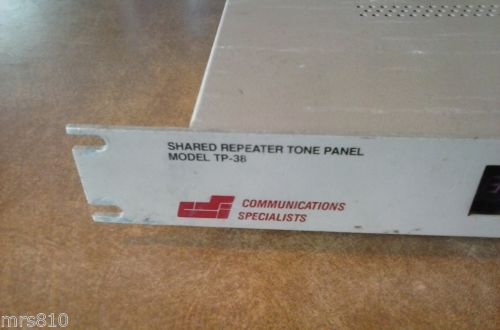 SHARED REPEATER TONE PANEL
MODEL TP-38
COMMUNICATIONS
SPECIALISTS
mrs810